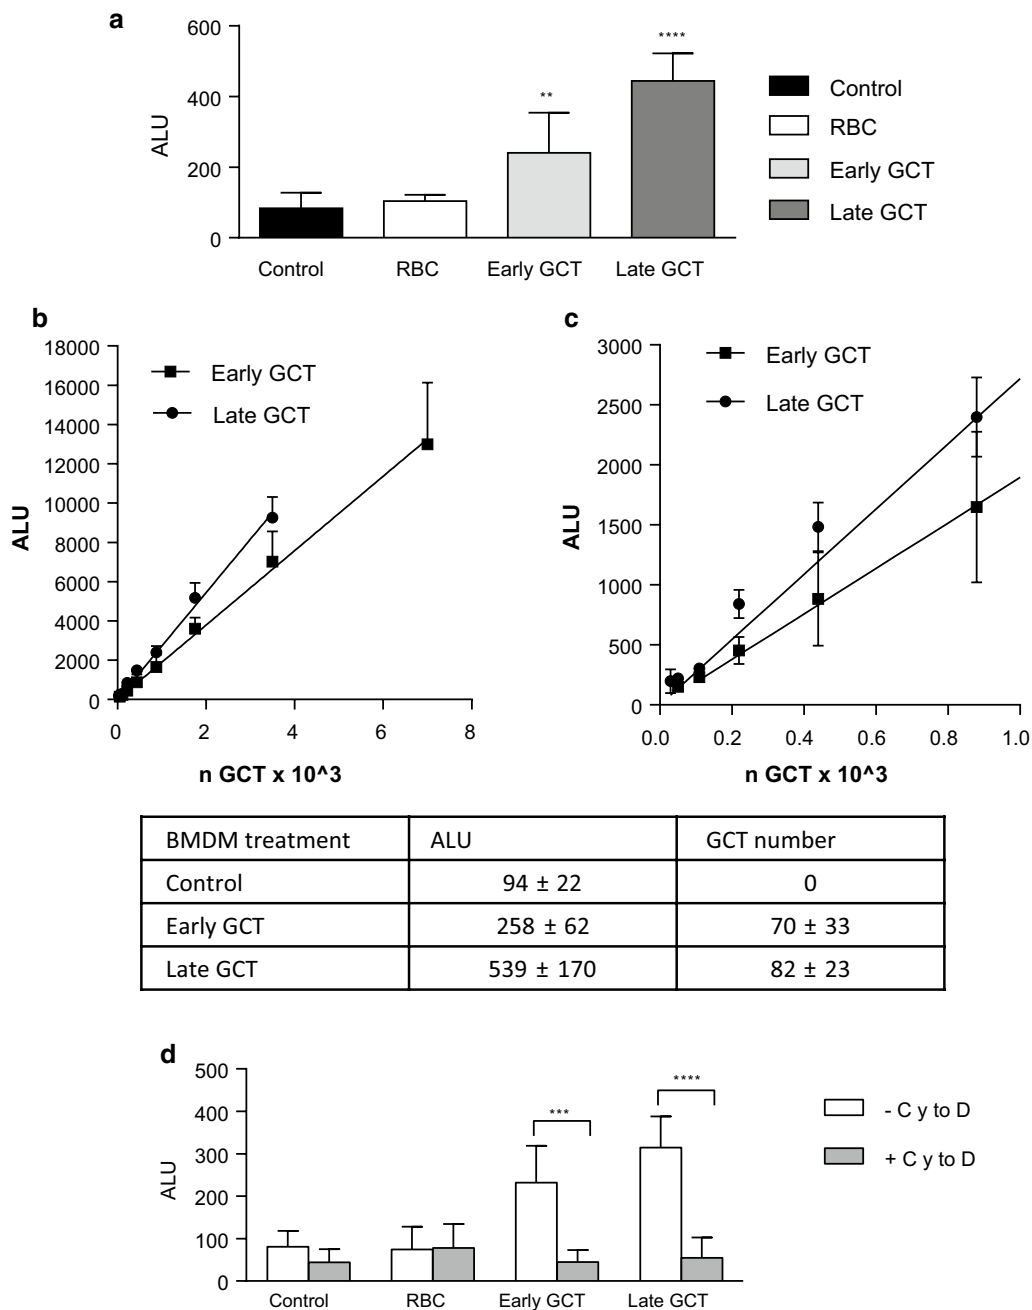 a
600
400
200
0
ALU
**
****
Control
RBC
Early GCT
Late GCT
Control
RBC
Early GCT
Late GCT
b
18000
16000
14000
12000
10000
8000
6000
4000
2000
0
ALU
Early GCT
Late GCT
0 2 4 6 8
n GCT x 10^3
c
3000
2500
2000
1500
1000
500
0
ALU
Early GCT
Late GCT
0.0 0.2 0.4 0.6 0.8 1.0
n GCT x 10^3
BMDM treatment ALU GCT number
Control 94 ± 22 0
Early GCT 258 ± 62 70 ± 33
Late GCT 539 ± 170 82 ± 23
d
500
400
300
200
100
0
ALU
***
****
- C y to D
+ C y to D
Control RBC Early GCT Late GCT